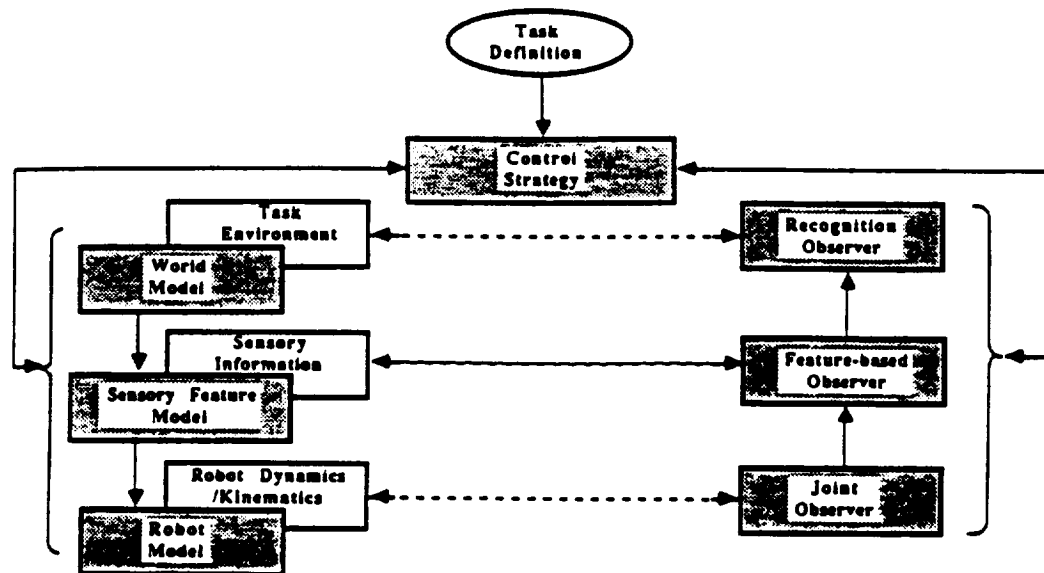 Task
Definition
Control
Strategy
Task
Environment
World
Model
Recognition
Observer
Sensory
Information
Sensory Feature
Model
Feature-based
Observer
Robot Dynamics
/Kinematics
Robot
Model
Joint
Observer